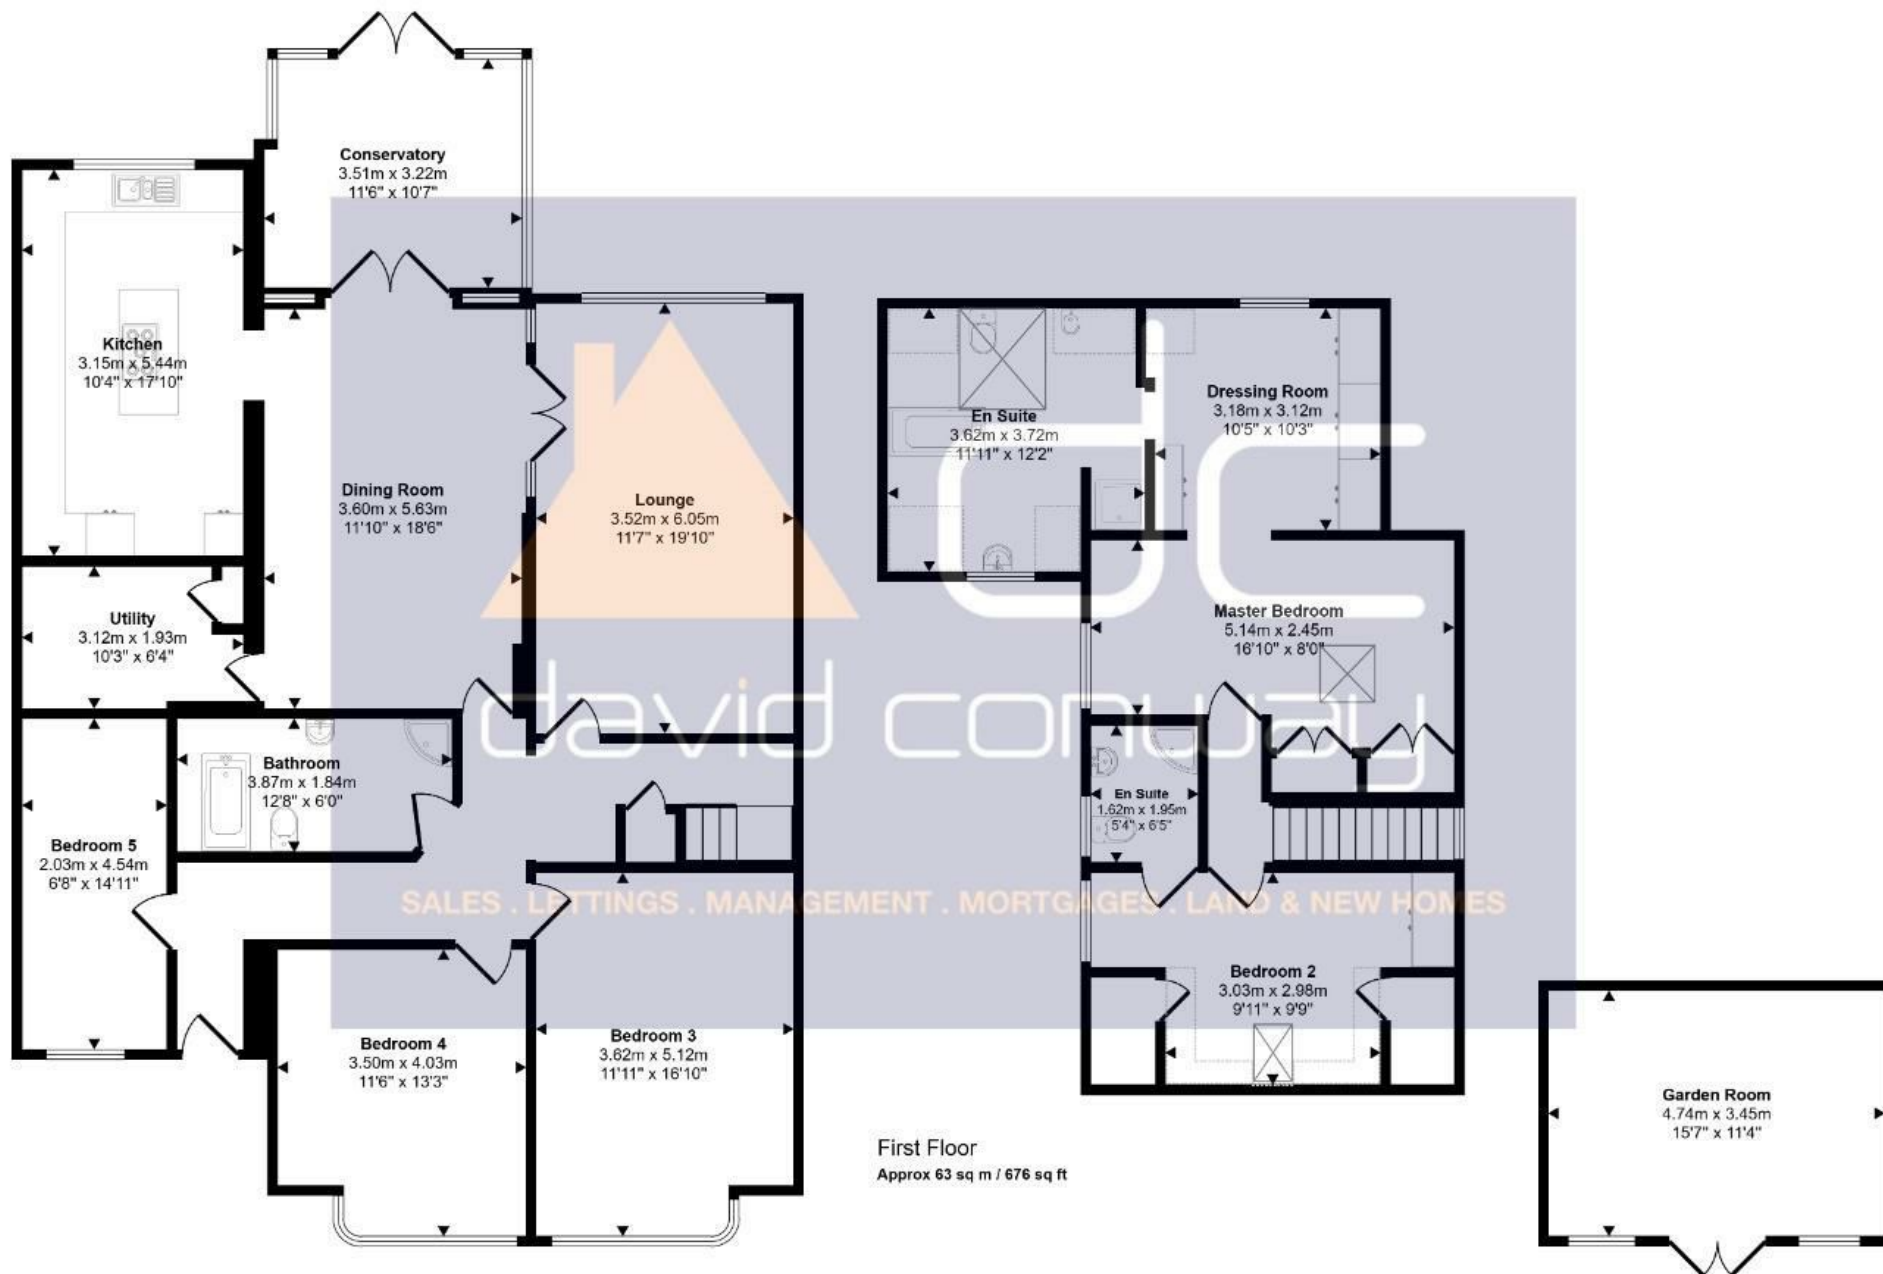 Conservatory
3.51m x 3.22m
11'6" x 10'7"
Kitchen
3.15m x 5.44m
10'4" x 17'10"
Dining Room
3.60m x 5.63m
11'10" x 18'6"
Lounge
3.52m x 6.05m
11'7" x 19'10"
Utility
3.12m x 1.93m
10'3" x 6'4"
Bathroom
3.87m x 1.84m
12'8" x 6'0"
Bedroom 5
2.03m x 4.54m
6'8" x 14'11"
Bedroom 4
3.50m x 4.03m
11'6" x 13'3"
Bedroom 3
3.62m x 5.12m
11'11" x 16'10"
En Suite
3.62m x 3.72m
11'11" x 12'2"
Dressing Room
3.18m x 3.12m
10'5" x 10'3"
Master Bedroom
5.14m x 2.45m
16'10" x 8'0"
En Suite
1.62m x 1.95m
5'4" x 6'5"
Bedroom 2
3.03m x 2.98m
9'11" x 9'9"
First Floor
Approx 63 sq m / 676 sq ft
Garden Room
4.74m x 3.45m
15'7" x 11'4"
dc
david conway
SALES . LETTINGS . MANAGEMENT . MORTGAGES . LAND & NEW HOMES